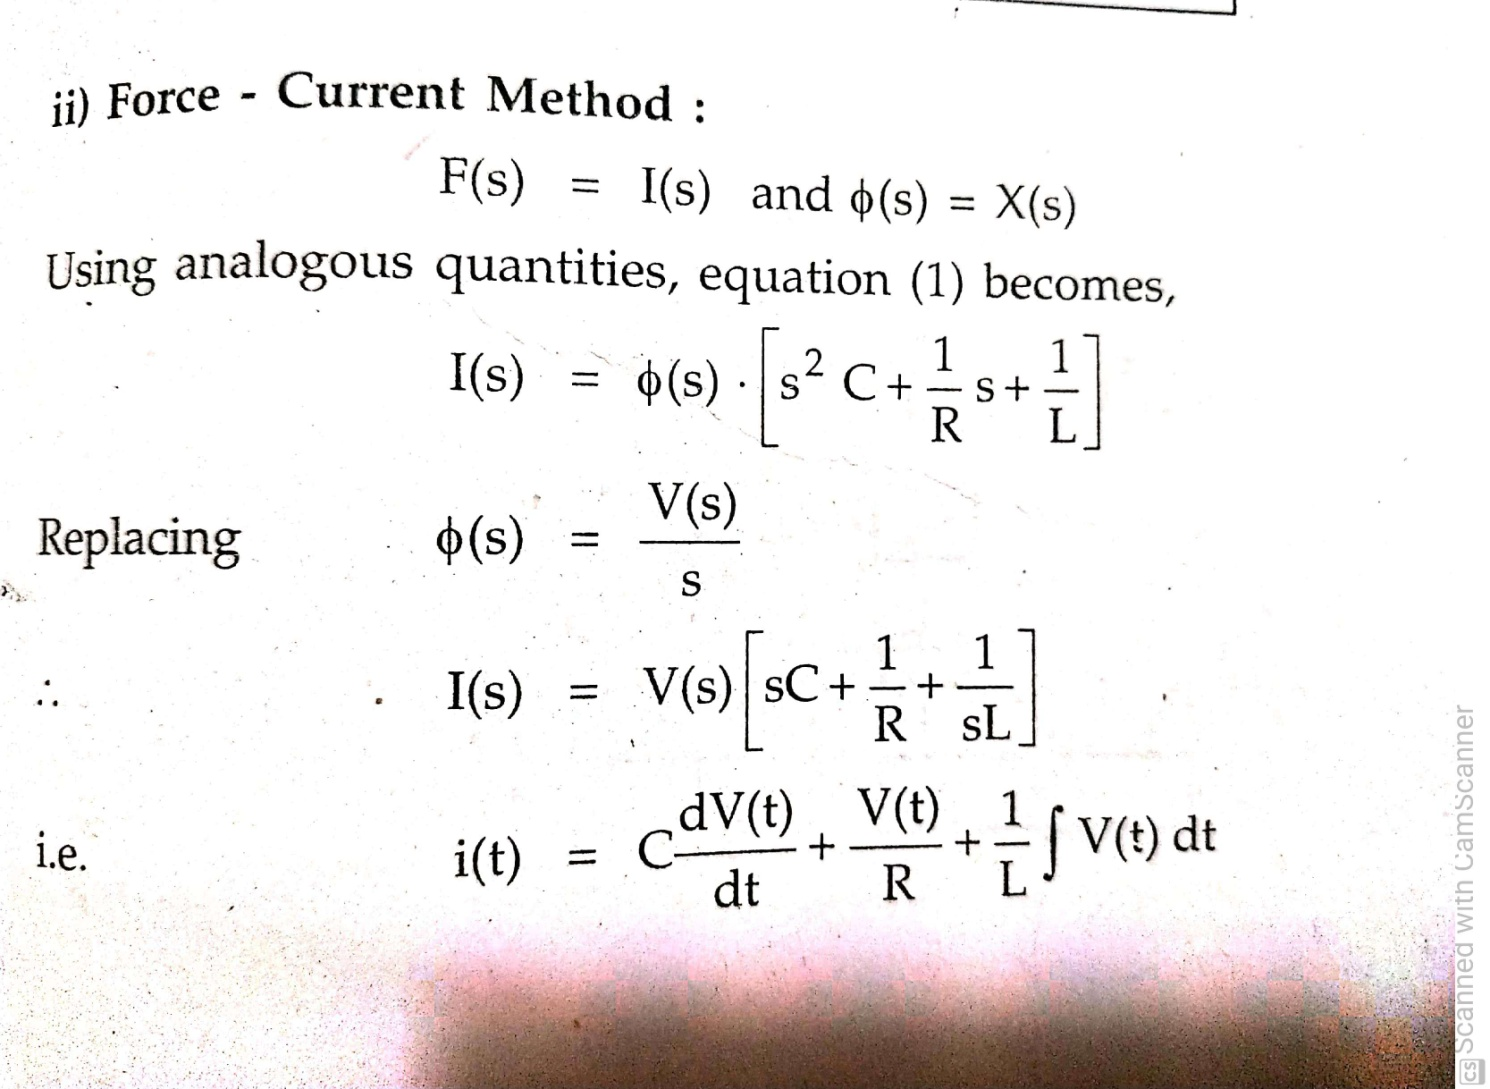 ii) Force - Current Method :
F(s) = I(s) and ϕ(s) = X(s)
Using analogous quantities, equation (1) becomes,
I(s) = ϕ(s) · [s² C + 1/R s + 1/L]
Replacing ϕ(s) = V(s)/s
∴ I(s) = V(s) [sC + 1/R + 1/sL]
i.e. i(t) = C dV(t)/dt + V(t)/R + 1/L ∫ V(t) dt
CS Scanned with CamScanner